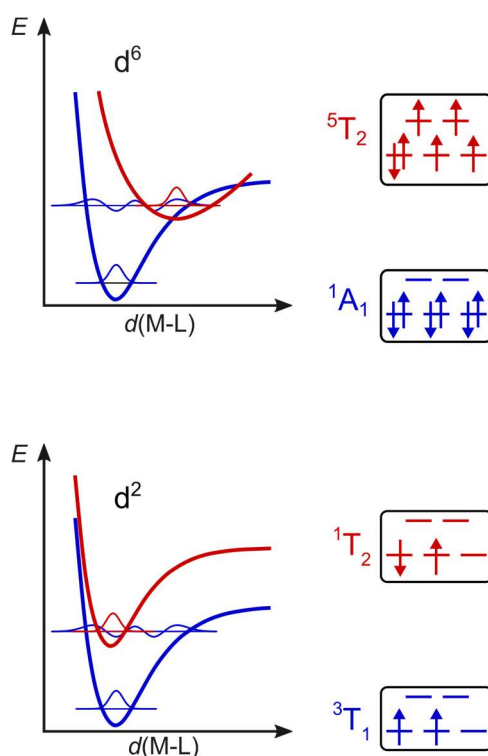 E
d⁶
⁵T₂
¹A₁
d(M-L)
E
d²
¹T₂
³T₁
d(M-L)